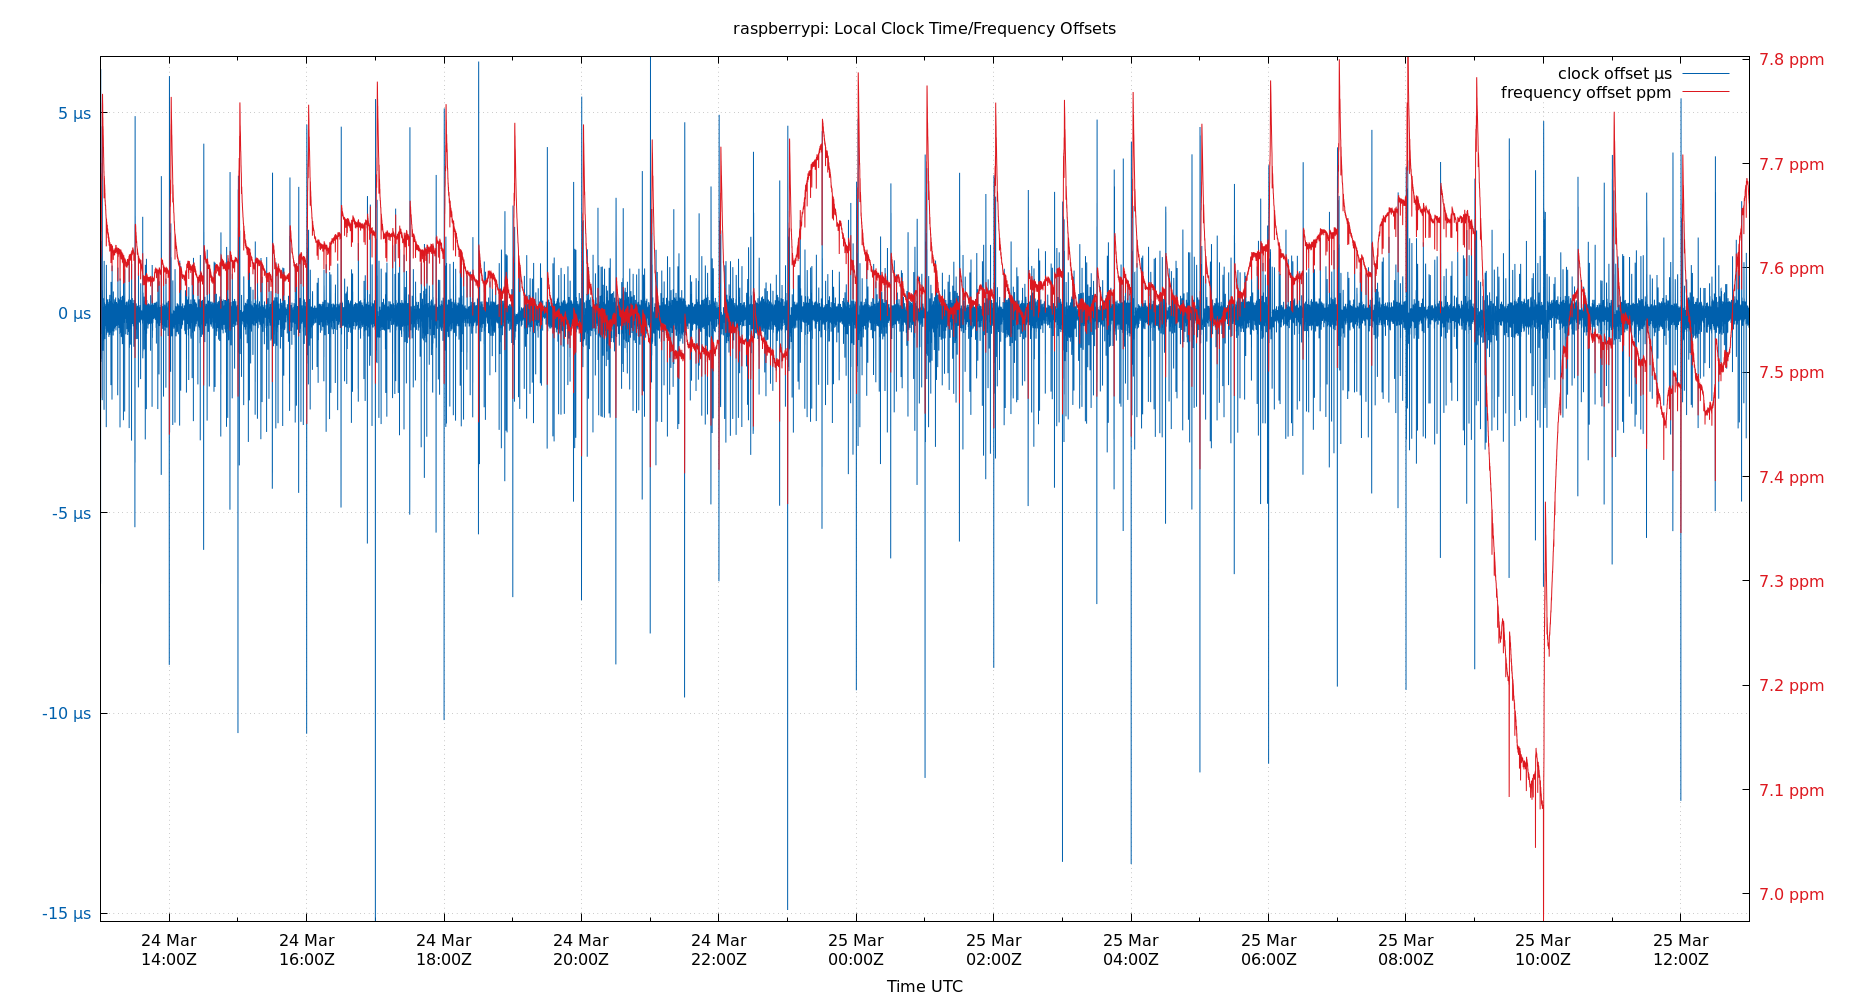 raspberrypi: Local Clock Time/Frequency Offsets
clock offset µs
frequency offset ppm
5 µs
0 µs
-5 µs
-10 µs
-15 µs
7.8 ppm
7.7 ppm
7.6 ppm
7.5 ppm
7.4 ppm
7.3 ppm
7.2 ppm
7.1 ppm
7.0 ppm
24 Mar 24 Mar 24 Mar 24 Mar 24 Mar 25 Mar 25 Mar 25 Mar 25 Mar 25 Mar 25 Mar 25 Mar
14:00Z 16:00Z 18:00Z 20:00Z 22:00Z 00:00Z 02:00Z 04:00Z 06:00Z 08:00Z 10:00Z 12:00Z
Time UTC